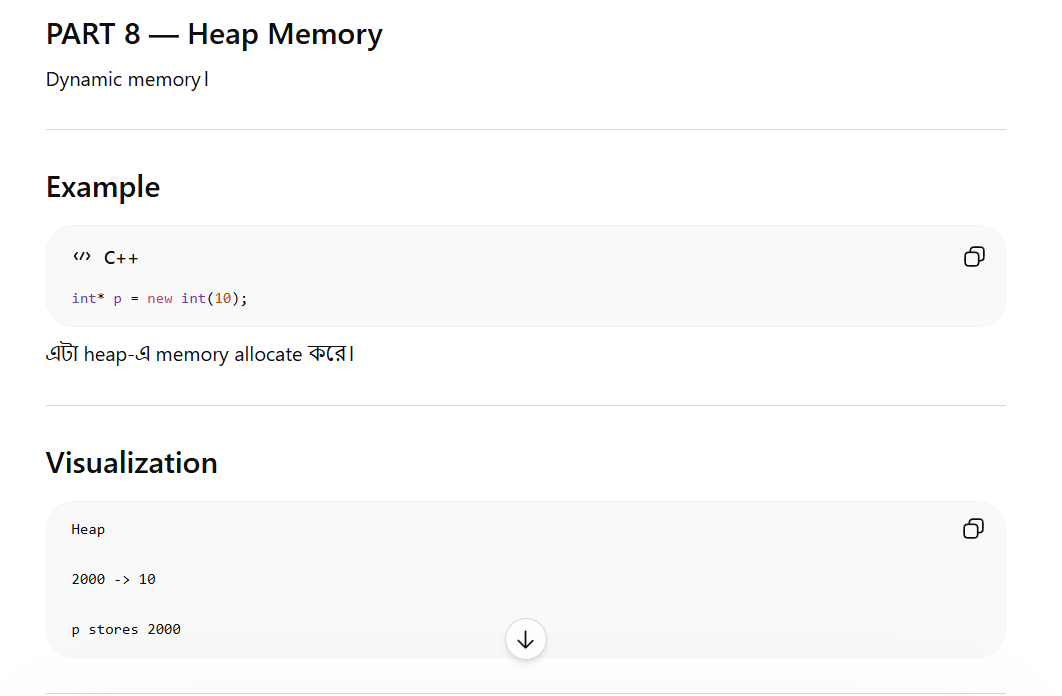 PART 8 — Heap Memory
Dynamic memory।
Example
C++
int* p = new int(10);
এটা heap-এ memory allocate করে।
Visualization
Heap
2000 -> 10
p stores 2000